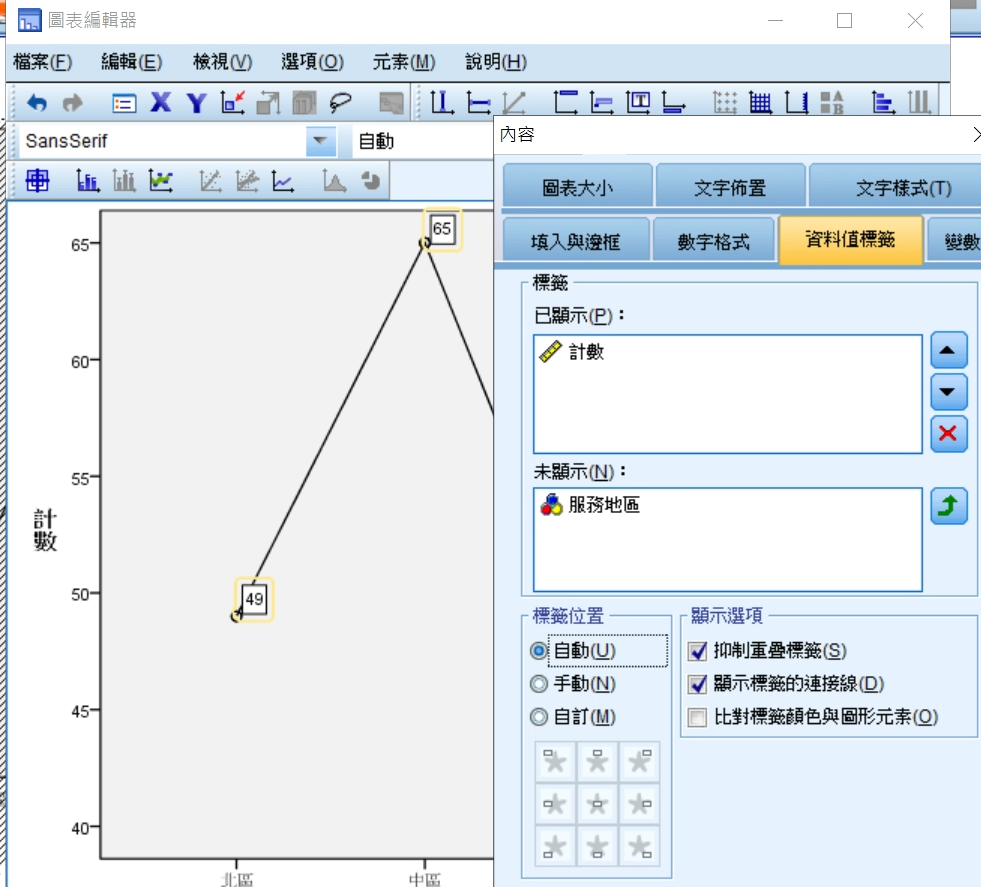 圖表編輯器
檔案(F) 編輯(E) 檢視(V) 選項(O) 元素(M) 說明(H)
SansSerif 自動
內容
圖表大小 文字佈置 文字樣式(T)
填入與邊框 數字格式 資料值標籤 變數
標籤
已顯示(P)：
計數
未顯示(N)：
服務地區
標籤位置
自動(U)
手動(N)
自訂(M)
顯示選項
抑制重疊標籤(S)
顯示標籤的連接線(D)
比對標籤顏色與圖形元素(O)
計數
65
60
55
50
45
40
65
49
北區 中區